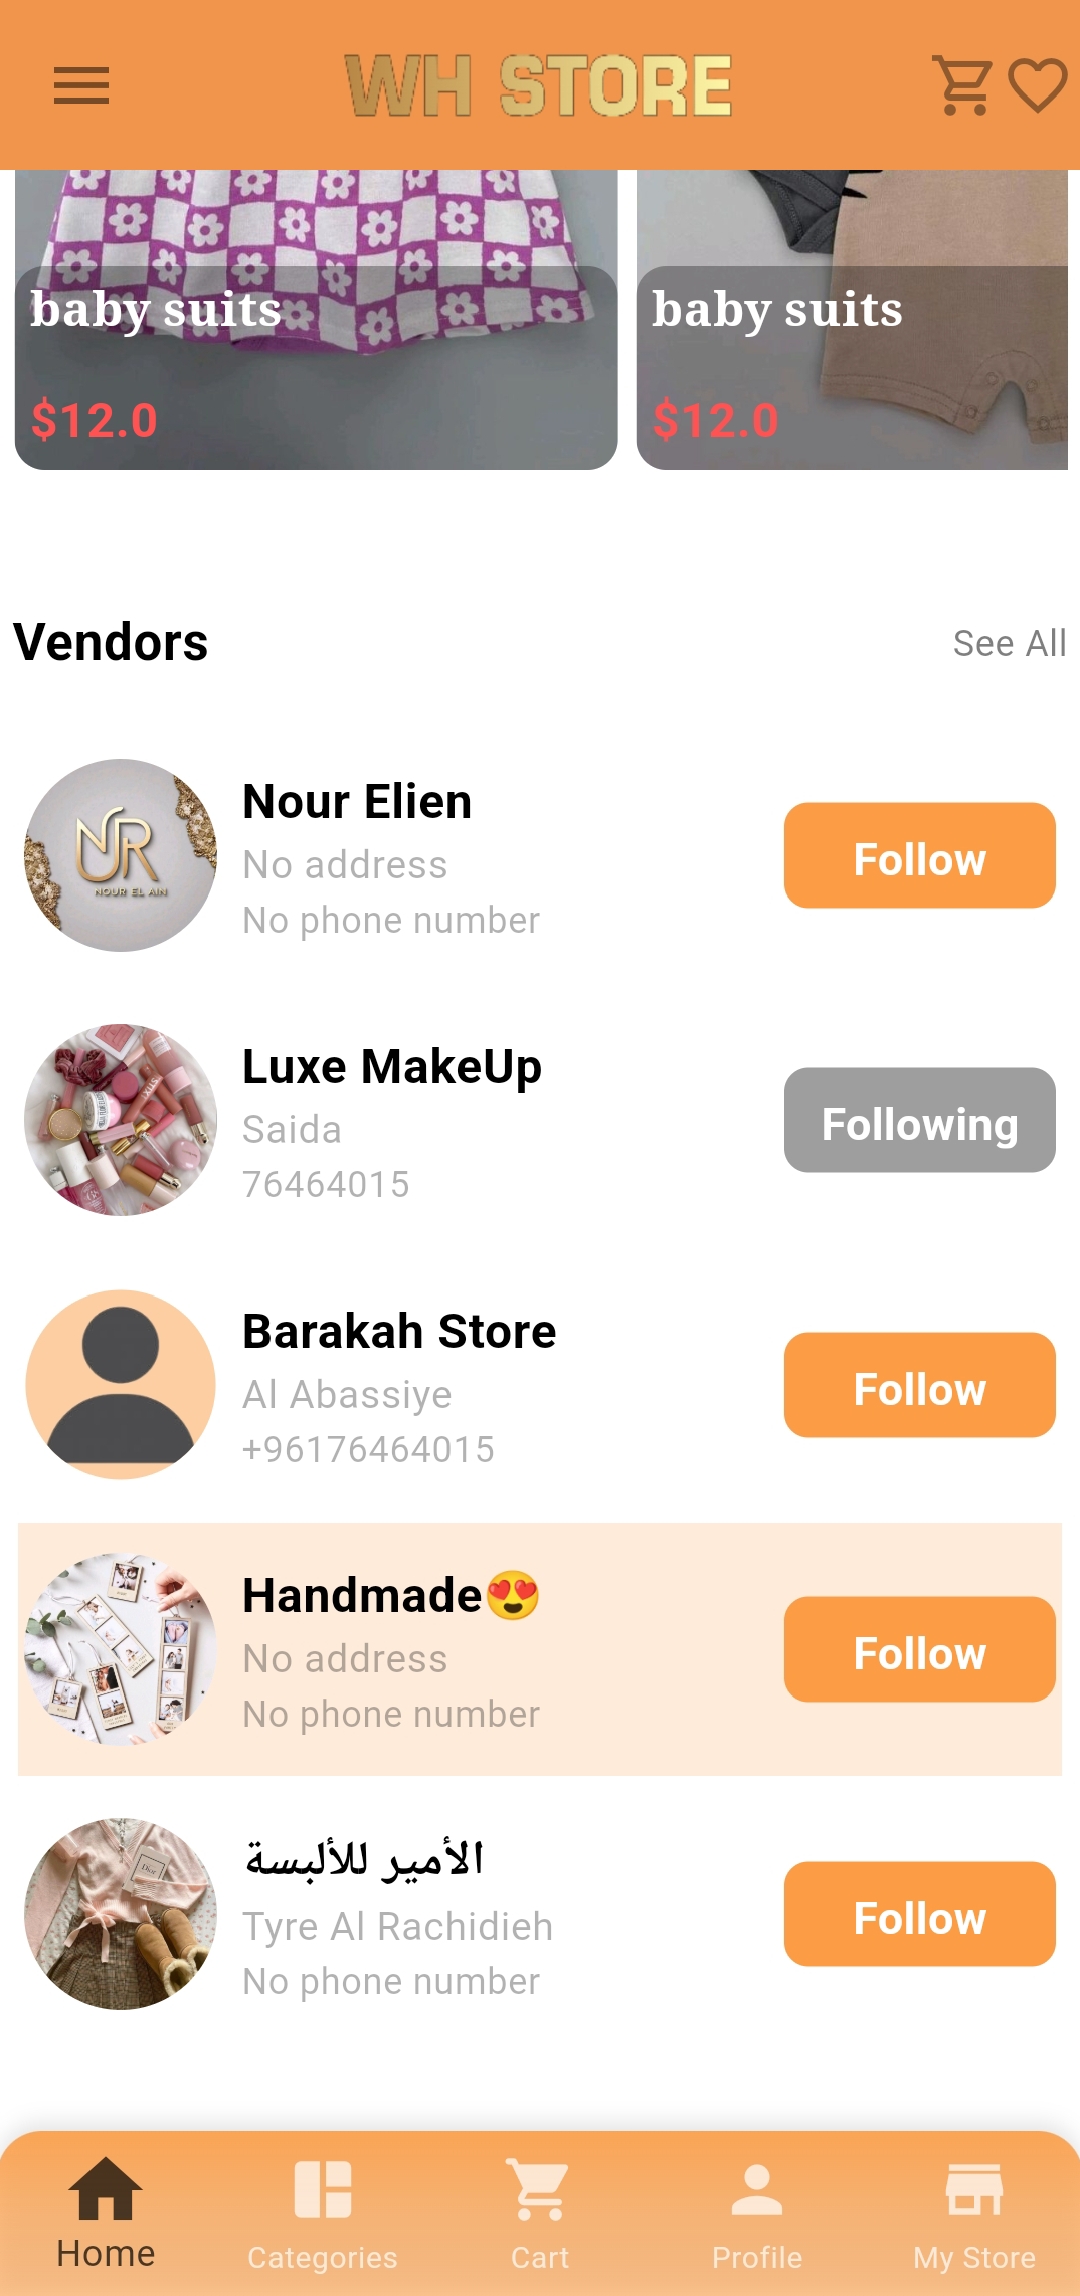 WH STORE
baby suits
$12.0
baby suits
$12.0
Vendors
See All
NOUR EL AIN
Nour Elien
No address
No phone number
Follow
Luxe MakeUp
Saida
76464015
Following
Barakah Store
Al Abassiye
+96176464015
Follow
Handmade😍
No address
No phone number
Follow
Dior
الأمير للألبسة
Tyre Al Rachidieh
No phone number
Follow
Home
Categories
Cart
Profile
My Store